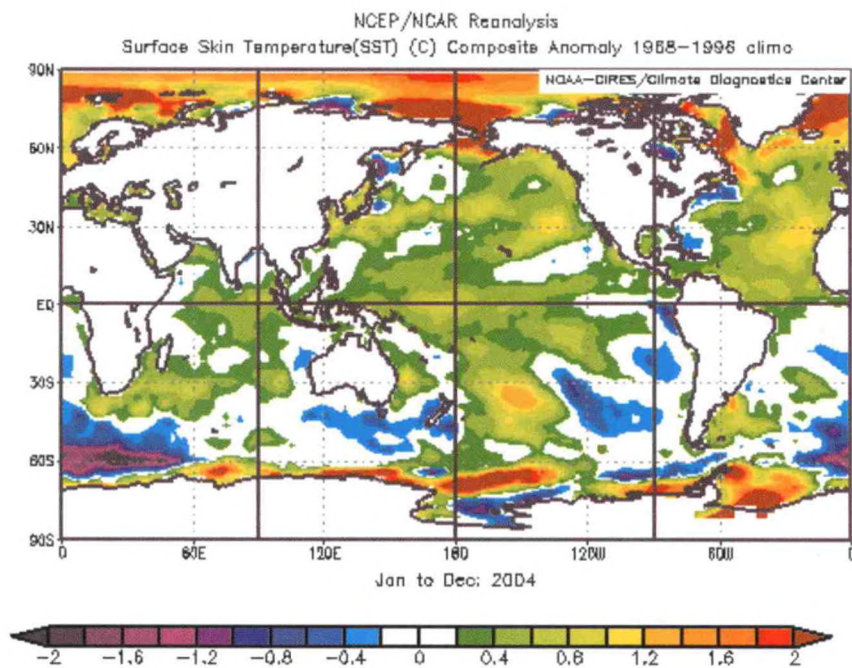 NCEP/NCAR Reanalysis
Surface Skin Temperature(SST) (C) Composite Anomaly 1968-1996 clima
NOAA-CIRES/Climate Diagnostics Center
90N
60N
30N
EQ
30S
60S
90S
0 60E 120E 180 120W 60W 0
Jan to Dec: 2004
-2 -1.6 -1.2 -0.8 -0.4 0 0.4 0.8 1.2 1.6 2